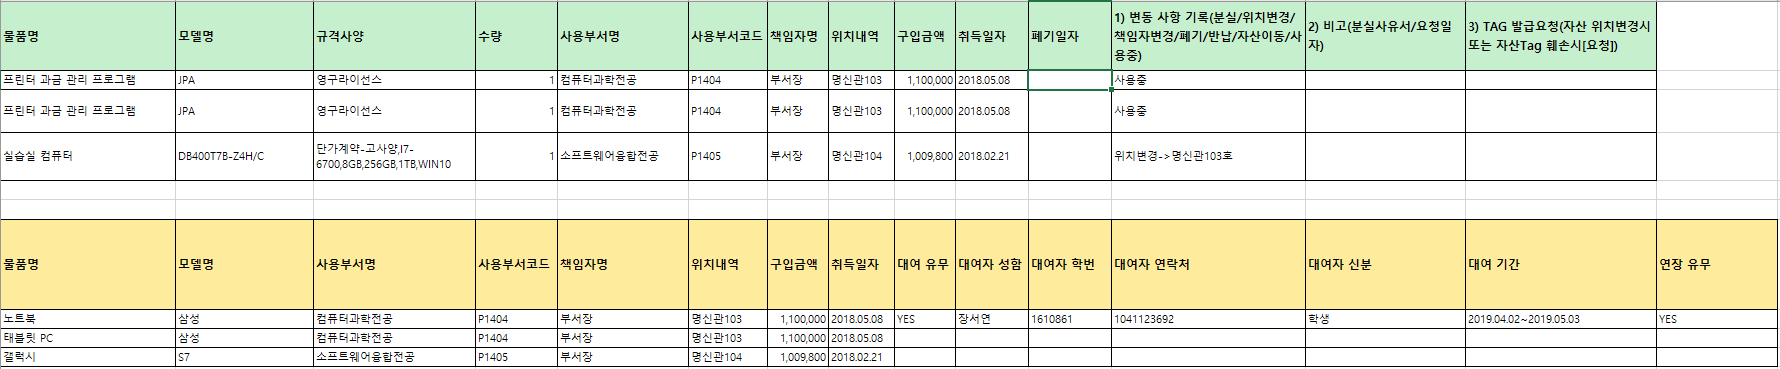 물품명 모델명 규격사양 수량 사용부서명 사용부서코드 책임자명 위치내역 구입금액 취득일자 폐기일자 1) 변동 사항 기록(분실/위치변경/책임자변경/폐기/반납/자산이동/사용중) 2) 비고(분실사유서/요청일자) 3) TAG 발급요청(자산 위치변경시 또는 자산Tag 훼손시[요청])
프린터 과금 관리 프로그램 JPA 영구라이선스 1 컴퓨터과학전공 P1404 부서장 명신관103 1,100,000 2018.05.08 사용중
프린터 과금 관리 프로그램 JPA 영구라이선스 1 컴퓨터과학전공 P1404 부서장 명신관103 1,100,000 2018.05.08 사용중
실습실 컴퓨터 DB400T7B-Z4H/C 단가계약-고사양,I7-6700,8GB,256GB,1TB,WIN10 1 소프트웨어융합전공 P1405 부서장 명신관104 1,009,800 2018.02.21 위치변경->명신관103호
물품명 모델명 사용부서명 사용부서코드 책임자명 위치내역 구입금액 취득일자 대여 유무 대여자 성함 대여자 학번 대여자 연락처 대여자 신분 대여 기간 연장 유무
노트북 삼성 컴퓨터과학전공 P1404 부서장 명신관103 1,100,000 2018.05.08 YES 장서연 1610861 1041123692 학생 2019.04.02~2019.05.03 YES
태블릿 PC 삼성 컴퓨터과학전공 P1404 부서장 명신관103 1,100,000 2018.05.08
갤럭시 S7 소프트웨어융합전공 P1405 부서장 명신관104 1,009,800 2018.02.21